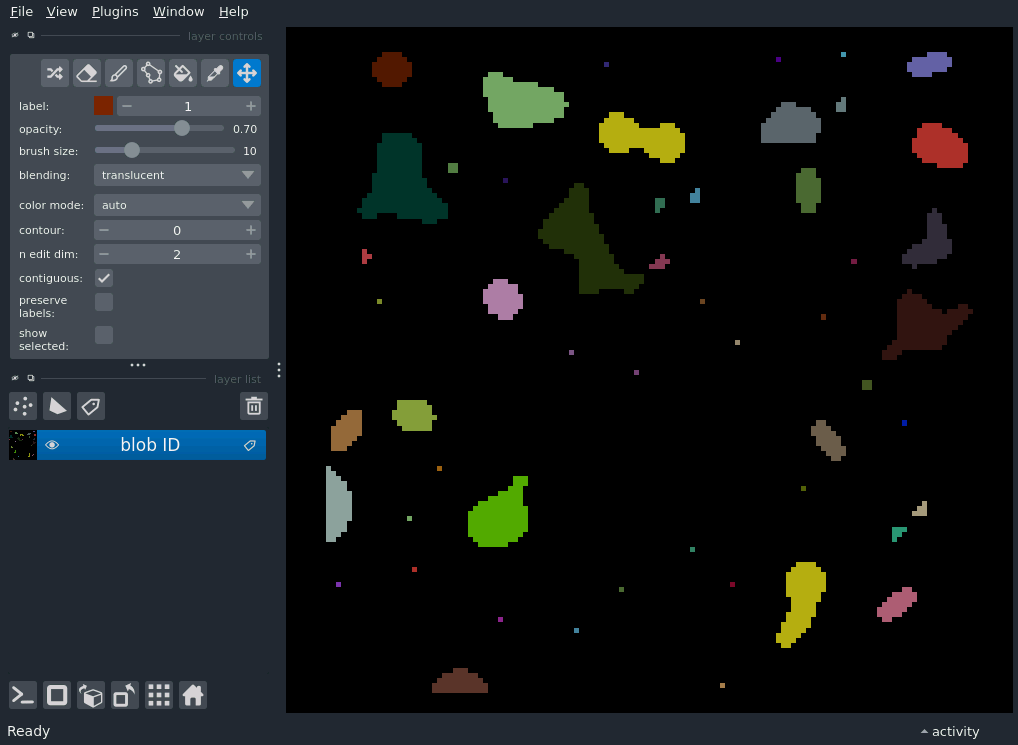 File View Plugins Window Help
layer controls
label: 1
opacity: 0.70
brush size: 10
blending: translucent
color mode: auto
contour: 0
n edit dim: 2
contiguous:
preserve
labels:
show
selected:
layer list
blob ID
Ready
activity